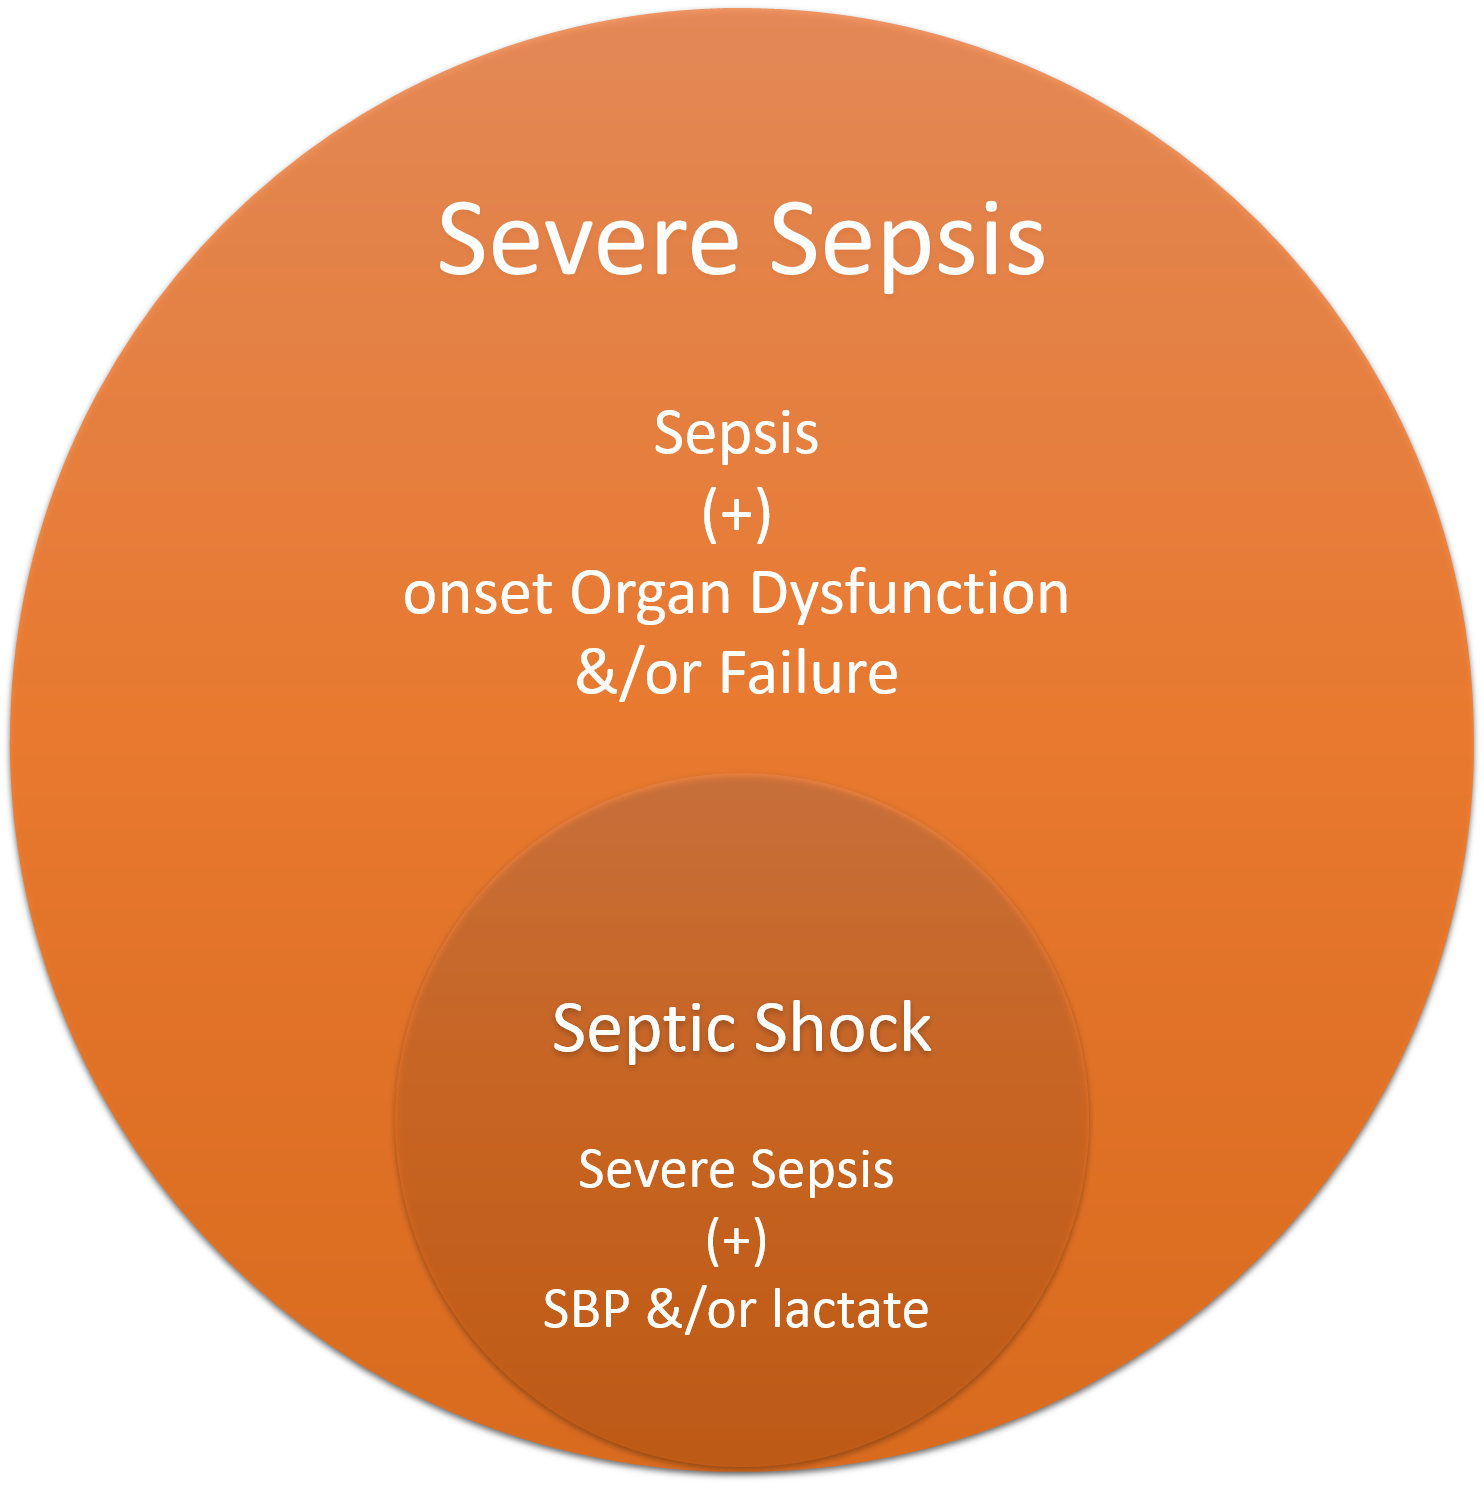 Severe Sepsis
Sepsis
(+)
onset Organ Dysfunction
&/or Failure
Septic Shock
Severe Sepsis
(+)
SBP &/or lactate